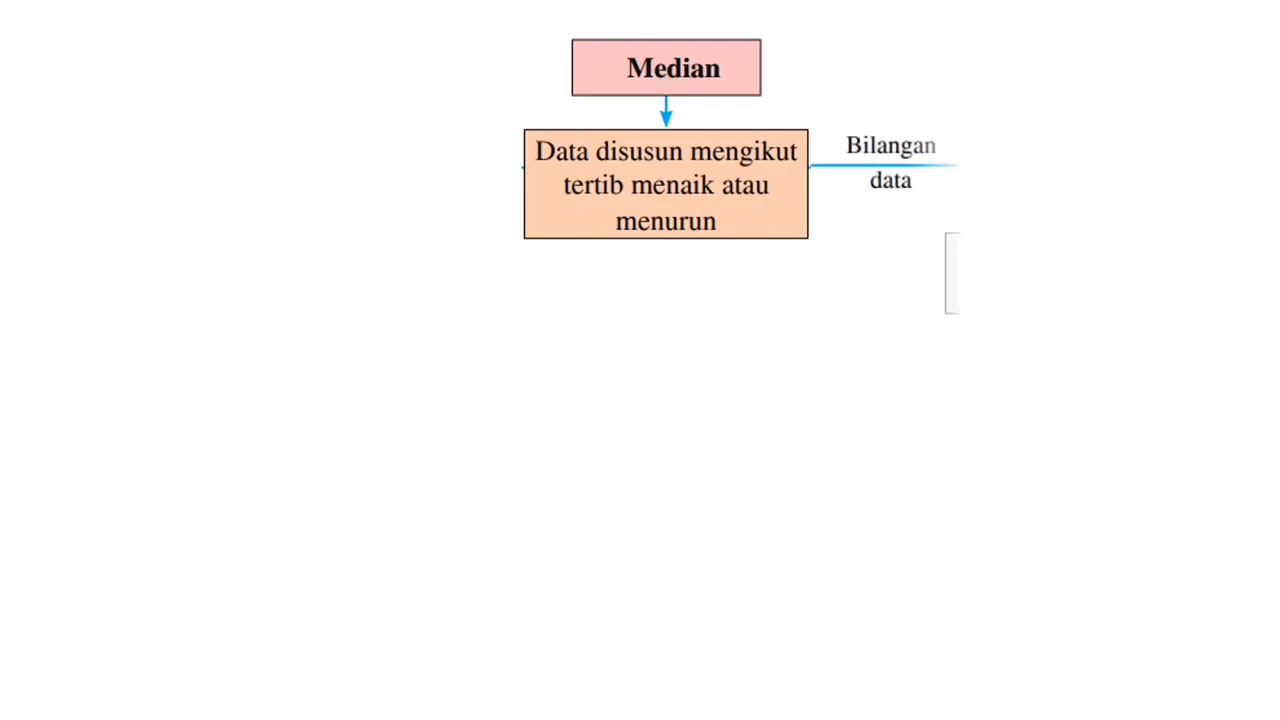 Median
Data disusun mengikut
tertib menaik atau
menurun
Bilangan
data